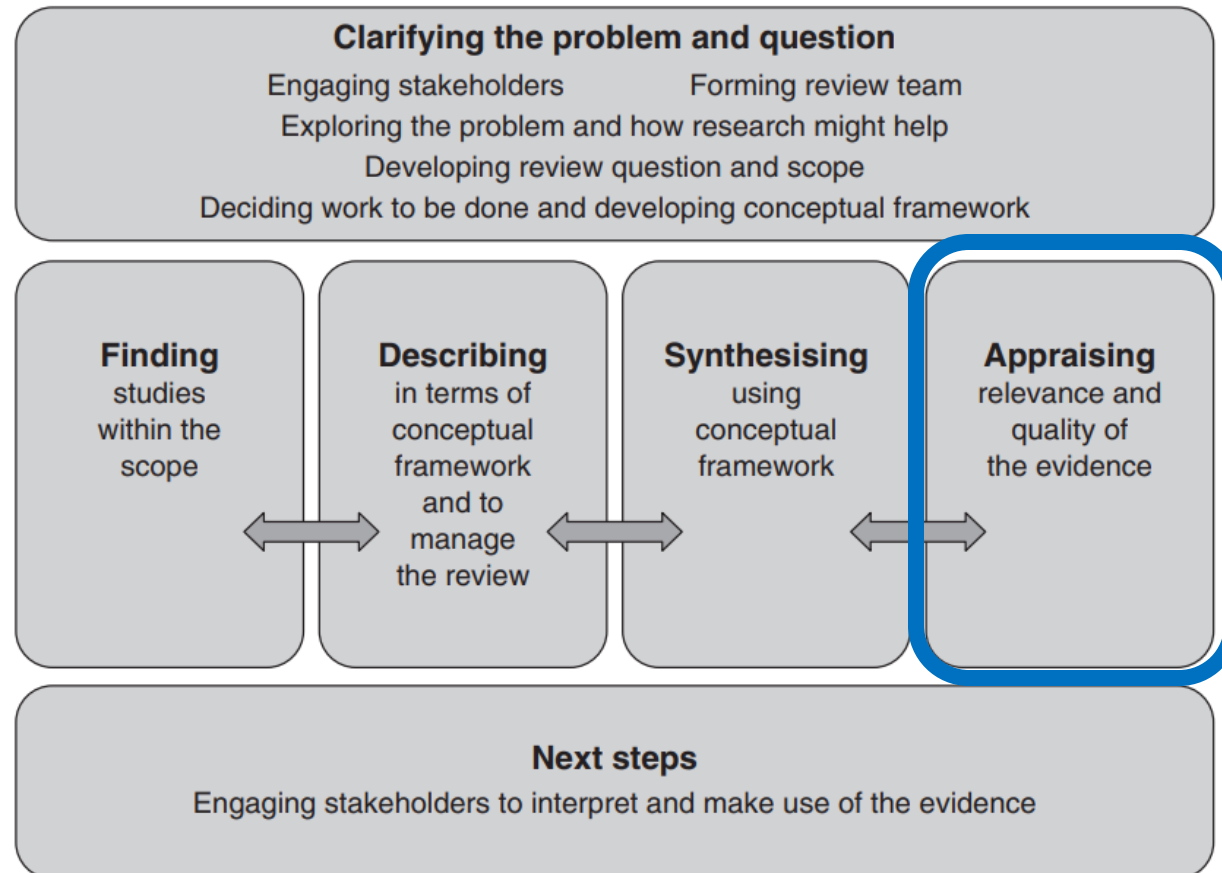 Clarifying the problem and question
Engaging stakeholders Forming review team
Exploring the problem and how research might help
Developing review question and scope
Deciding work to be done and developing conceptual framework
Finding
studies
within the
scope
Describing
in terms of
conceptual
framework
and to
manage
the review
Synthesising
using
conceptual
framework
Appraising
relevance and
quality of
the evidence
Next steps
Engaging stakeholders to interpret and make use of the evidence